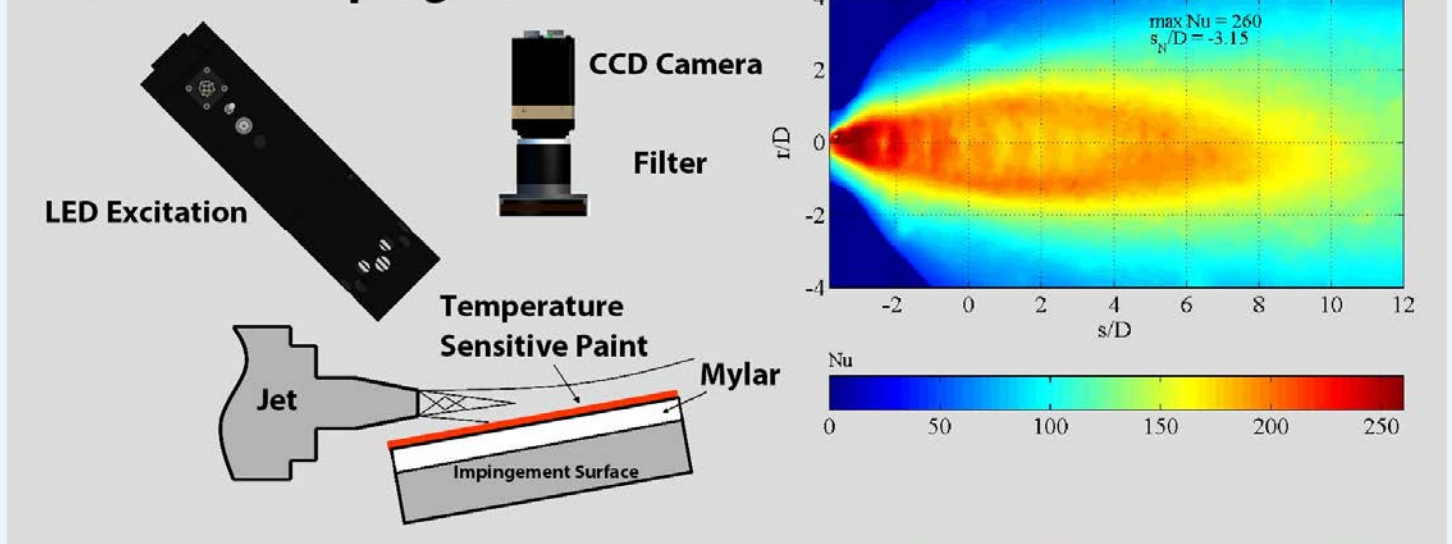 CCD Camera
Filter
LED Excitation
Temperature
Sensitive Paint
Mylar
Jet
Impingement Surface
max Nu = 260
s_N/D = -3.15
r/D
4
2
0
-2
-4
-2 0 2 4 6 8 10 12
s/D
Nu
0 50 100 150 200 250